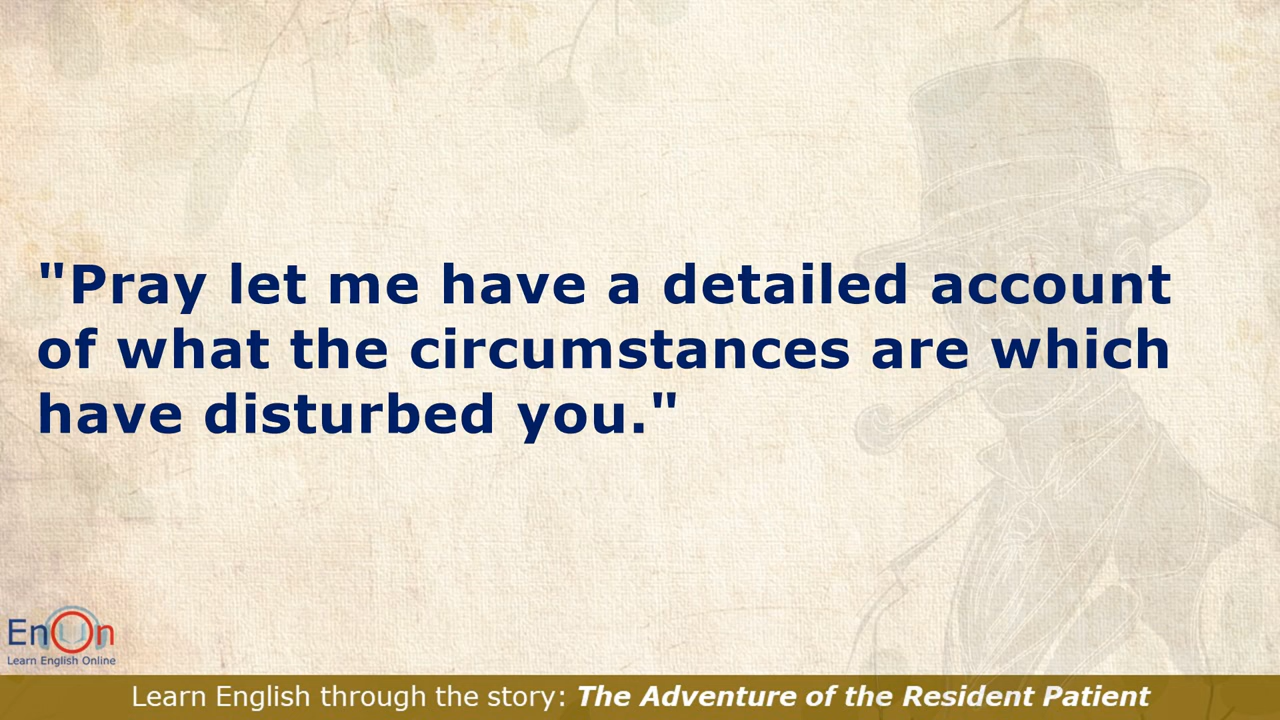 "Pray let me have a detailed account
of what the circumstances are which
have disturbed you."
EnOn
Learn English Online
Learn English through the story: The Adventure of the Resident Patient